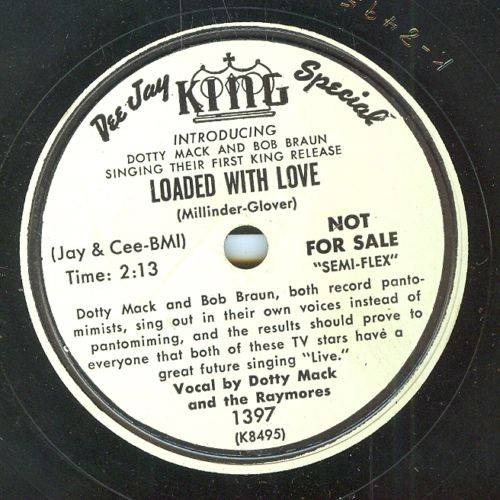 Dee Jay KING Special
INTRODUCING
DOTTY MACK AND BOB BRAUN
SINGING THEIR FIRST KING RELEASE
LOADED WITH LOVE
(Millinder-Glover)
(Jay & Cee-BMI)
Time: 2:13
NOT
FOR SALE
"SEMI-FLEX"
Dotty Mack and Bob Braun, both record panto-
mimists, sing out in their own voices instead of
pantomiming, and the results should prove to
everyone that both of these TV stars have a
great future singing "Live."
Vocal by Dotty Mack
and the Raymores
1397
(K8495)